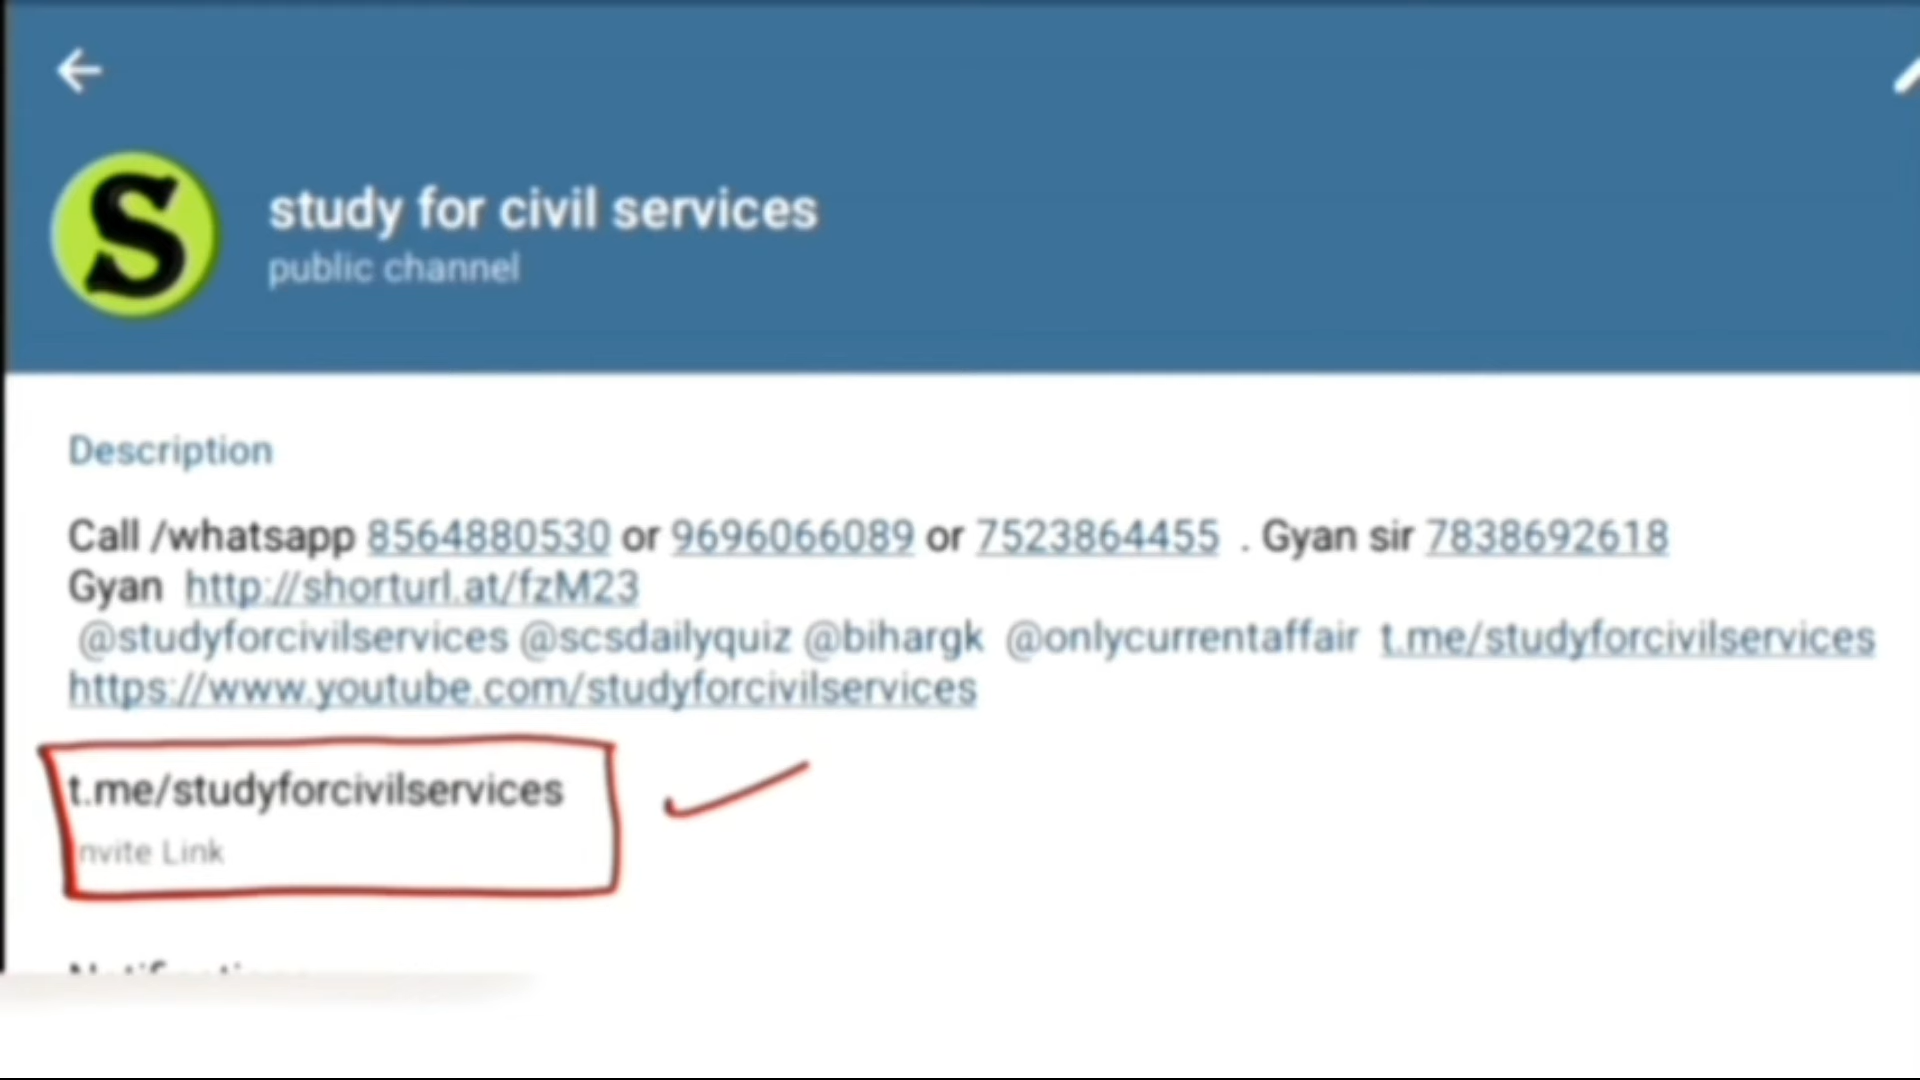 S
study for civil services
public channel
Description
Call /whatsapp 8564880530 or 9696066089 or 7523864455 . Gyan sir 7838692618
Gyan http://shorturl.at/fzM23
@studyforcivilservices @scsdailyquiz @bihargk @onlycurrentaffair t.me/studyforcivilservices
https://www.youtube.com/studyforcivilservices
t.me/studyforcivilservices
nvite Link